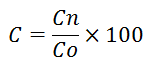 C = Cn/Co × 100